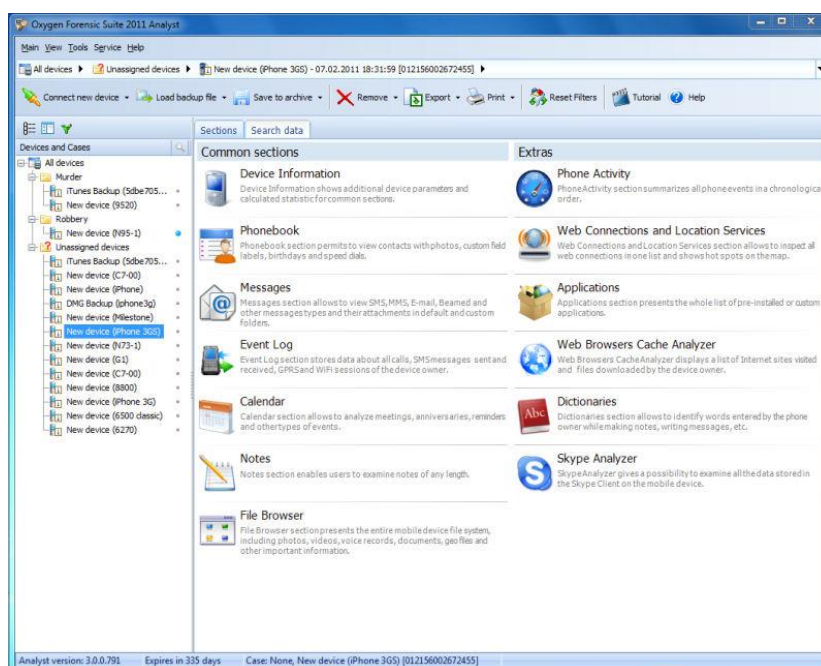 Oxygen Forensic Suite 2011 Analyst
Main View Tools Service Help
All devices Unassigned devices New device (iPhone 3GS) - 07.02.2011 18:31:59 [012156002672455]
Connect new device Load backup file Save to archive Remove Export Print Reset Filters Tutorial Help
Devices and Cases
All devices
Murder
iTunes Backup (5dbe705...
New device (9520)
Robbery
New device (N95-1)
Unassigned devices
iTunes Backup (5dbe705...
New device (C7-00)
New device (iPhone)
DMG Backup (iphone3g)
New device (Milestone)
New device (iPhone 3GS)
New device (N73-1)
New device (G1)
New device (C7-00)
New device (8800)
New device (iPhone 3G)
New device (6500 classic)
New device (6270)
Sections Search data
Common sections
Device Information
Device Information shows additional device parameters and
calculated statistic for common sections.
Phonebook
Phonebook section permits to view contacts with photos, custom field
labels, birthdays and speed dials.
Messages
Messages section allows to view SMS, MMS, E-mail, Beamed and
other messages types and their attachments in default and custom
folders.
Event Log
Event Log section stores data about all calls, SMS messages sent and
received, GPRS and WiFi sessions of the device owner.
Calendar
Calendar section allows to analyze meetings, anniversaries, reminders
and other types of events.
Notes
Notes section enables users to examine notes of any length.
File Browser
File Browser section presents the entire mobile device file system,
including photos, videos, voice records, documents, geo files and
other important information.
Extras
Phone Activity
Phone Activity section summarizes all phone events in a chronological
order.
Web Connections and Location Services
Web Connections and Location Services section allows to inspect all
web connections in one list and shows hot spots on the map.
Applications
Applications section presents the whole list of pre-installed or custom
applications.
Web Browsers Cache Analyzer
Web Browsers Cache Analyzer displays a list of Internet sites visited
and files downloaded by the device owner.
Dictionaries
Abc
Dictionaries section allows to identify words entered by the phone
owner while making notes, writing messages, etc.
Skype Analyzer
Skype Analyzer gives a possibility to examine all the data stored in
the Skype Client on the mobile device.
Analyst version: 3.0.0.791 Expires in 335 days Case: None, New device (iPhone 3GS) [012156002672455]